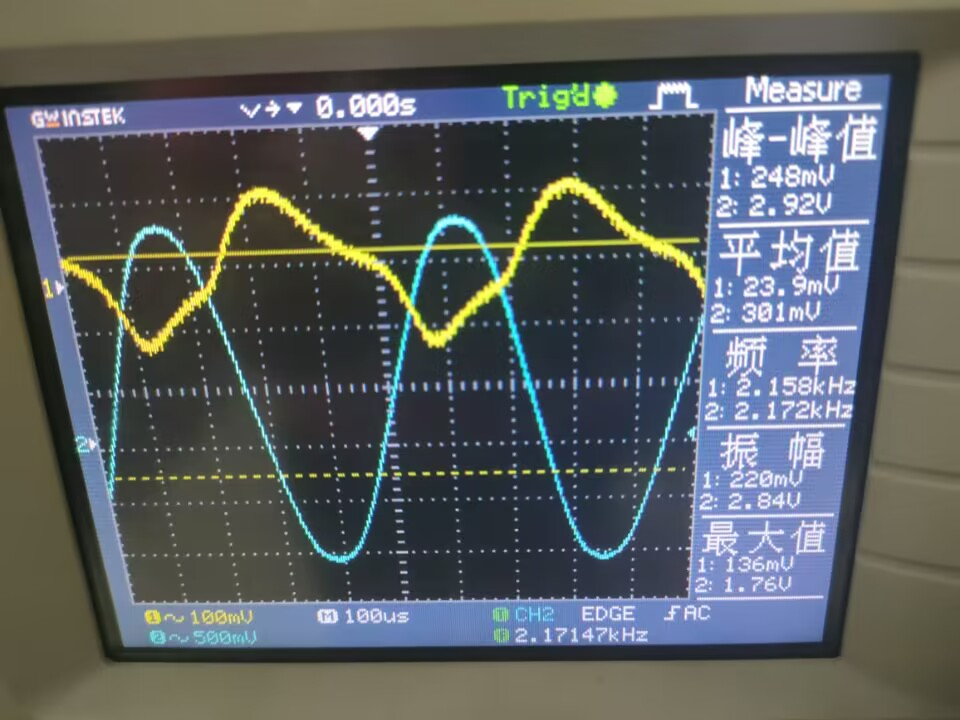 GW INSTEK 0.000s Trig'd Measure
峰-峰值
1: 248mV
2: 2.92V
平均值
1: 23.9mV
2: 301mV
频 率
1: 2.158kHz
2: 2.172kHz
振 幅
1: 220mV
2: 2.84V
最大值
1: 136mV
2: 1.76V
1
2
1 ~ 100mV M 100us CH2 EDGE AC
2 ~ 500mV 2.17147kHz